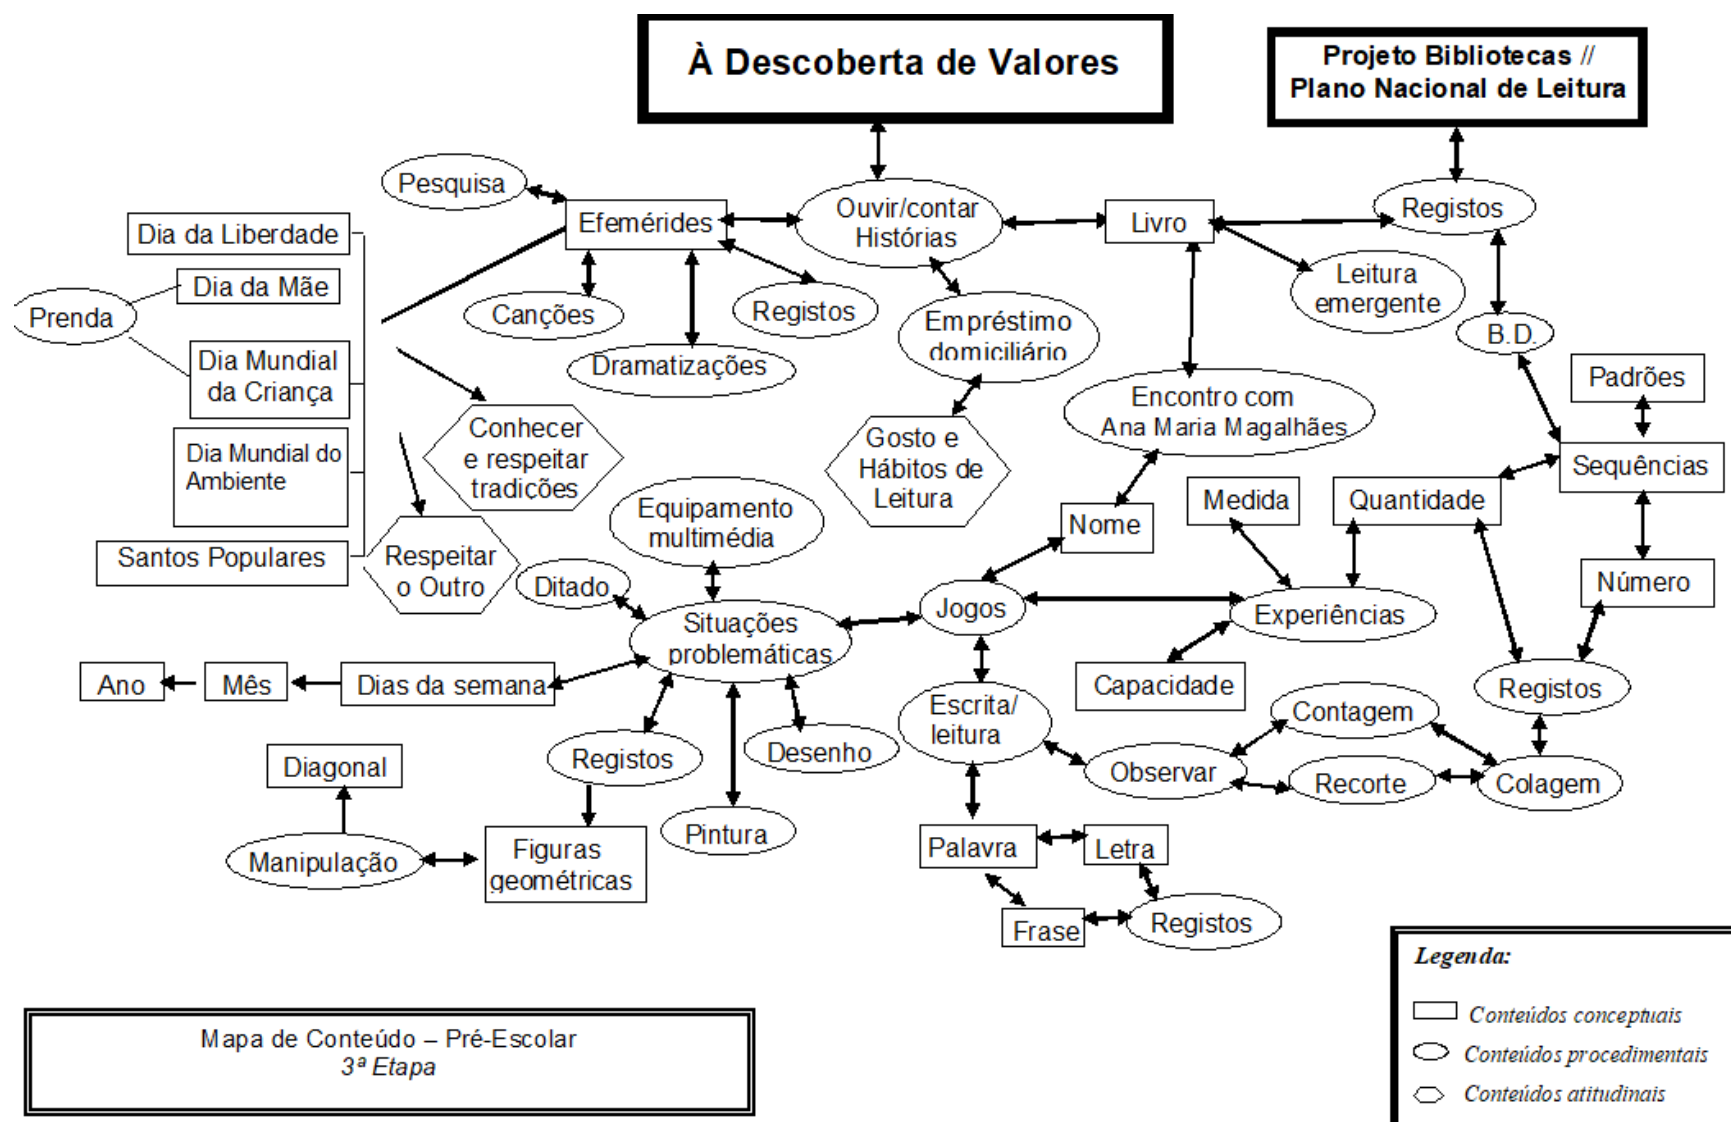 À Descoberta de Valores
Projeto Bibliotecas //
Plano Nacional de Leitura
Pesquisa
Efemérides
Ouvir/contar
Histórias
Livro
Registos
Dia da Liberdade
Dia da Mãe
Prenda
Dia Mundial
da Criança
Dia Mundial do
Ambiente
Santos Populares
Canções
Registos
Dramatizações
Empréstimo
domiciliário
Leitura
emergente
B.D.
Padrões
Conhecer
e respeitar
tradições
Gosto e
Hábitos de
Leitura
Encontro com
Ana Maria Magalhães
Sequências
Respeitar
o Outro
Equipamento
multimédia
Nome
Medida
Quantidade
Número
Ditado
Situações
problemáticas
Jogos
Experiências
Ano
Mês
Dias da semana
Capacidade
Registos
Escrita/
leitura
Contagem
Diagonal
Registos
Desenho
Observar
Recorte
Colagem
Manipulação
Figuras
geométricas
Pintura
Palavra
Letra
Frase
Registos
Mapa de Conteúdo – Pré-Escolar
3ª Etapa
Legenda:
Conteúdos conceptuais
Conteúdos procedimentais
Conteúdos atitudinais